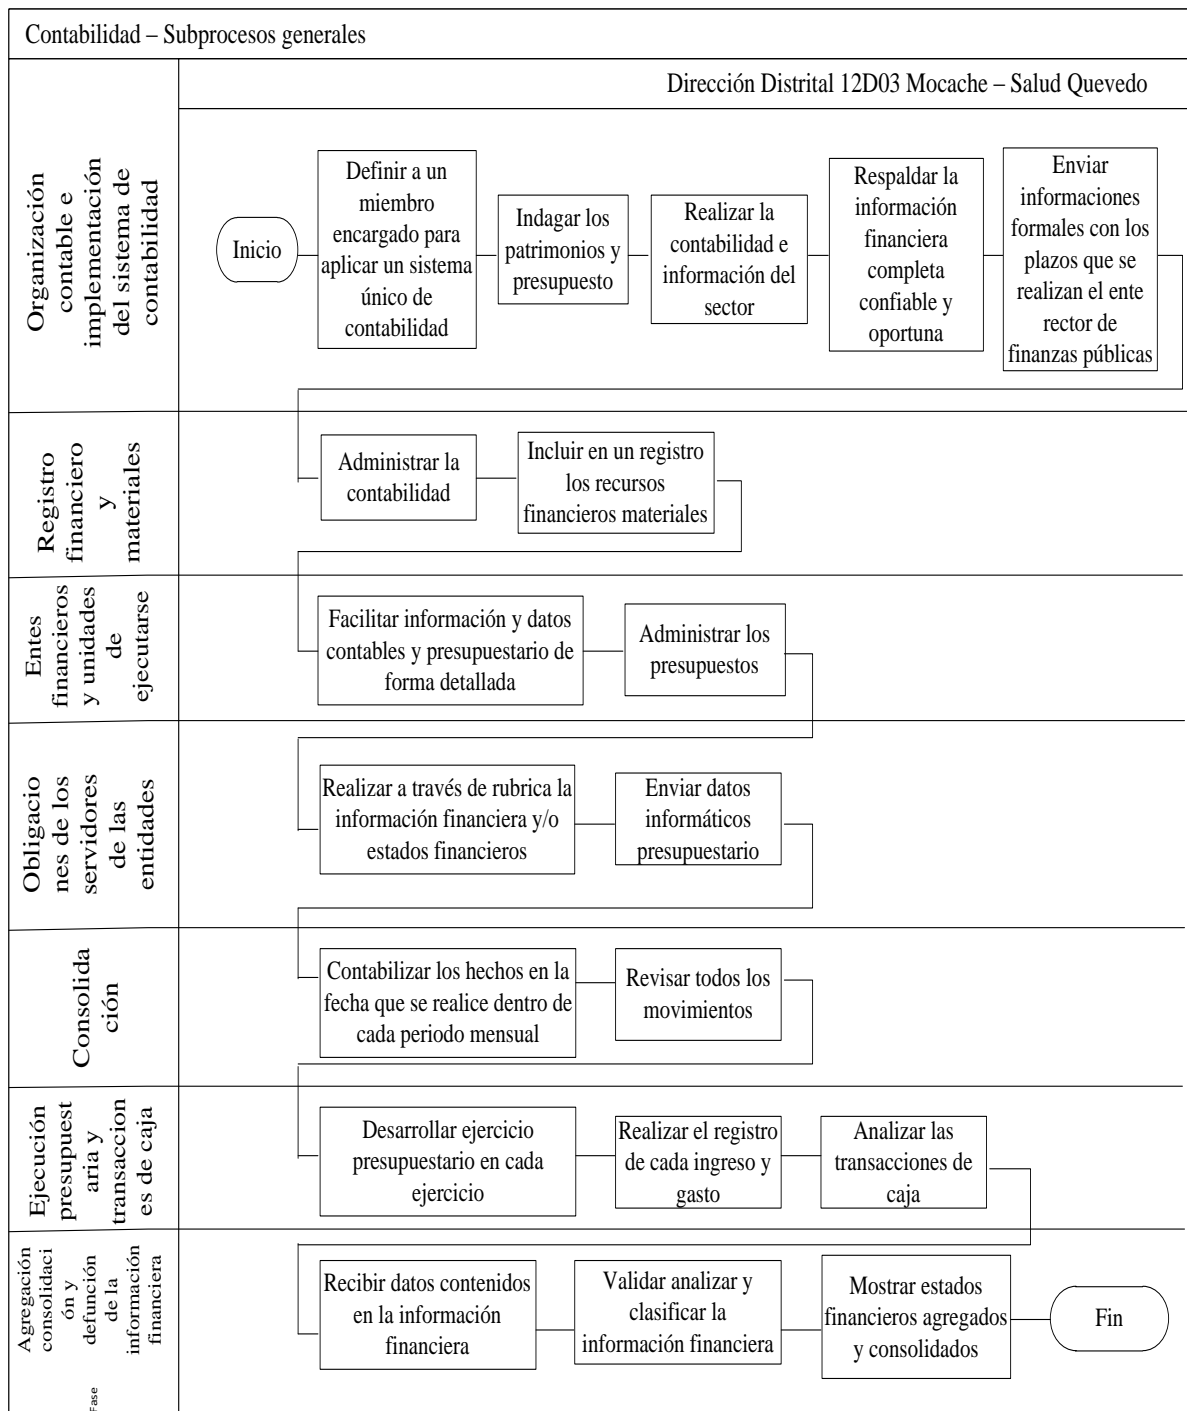 Contabilidad – Subprocesos generales
Dirección Distrital 12D03 Mocache – Salud Quevedo
Organización
contable e
implementación
del sistema de
contabilidad
Inicio
Definir a un
miembro
encargado para
aplicar un sistema
único de
contabilidad
Indagar los
patrimonios y
presupuesto
Realizar la
contabilidad e
información del
sector
Respaldar la
información
financiera
completa
confiable y
oportuna
Enviar
informaciones
formales con los
plazos que se
realizan el ente
rector de
finanzas públicas
Registro
financiero
y
materiales
Administrar la
contabilidad
Incluir en un registro
los recursos
financieros materiales
Entes
financieros
y unidades
de
ejecutarse
Facilitar información y datos
contables y presupuestario de
forma detallada
Administrar los
presupuestos
Obligacio
nes de los
servidores
de las
entidades
Realizar a través de rubrica la
información financiera y/o
estados financieros
Enviar datos
informáticos
presupuestario
Consolida
ción
Contabilizar los hechos en la
fecha que se realice dentro de
cada periodo mensual
Revisar todos los
movimientos
Ejecución
presupuest
aria y
transaccion
es de caja
Desarrollar ejercicio
presupuestario en cada
ejercicio
Realizar el registro
de cada ingreso y
gasto
Analizar las
transacciones de
caja
Agregación
consolidaci
ón y
defunción
de la
información
financiera
Recibir datos contenidos
en la información
financiera
Validar analizar y
clasificar la
información financiera
Mostrar estados
financieros agregados
y consolidados
Fin
Fase